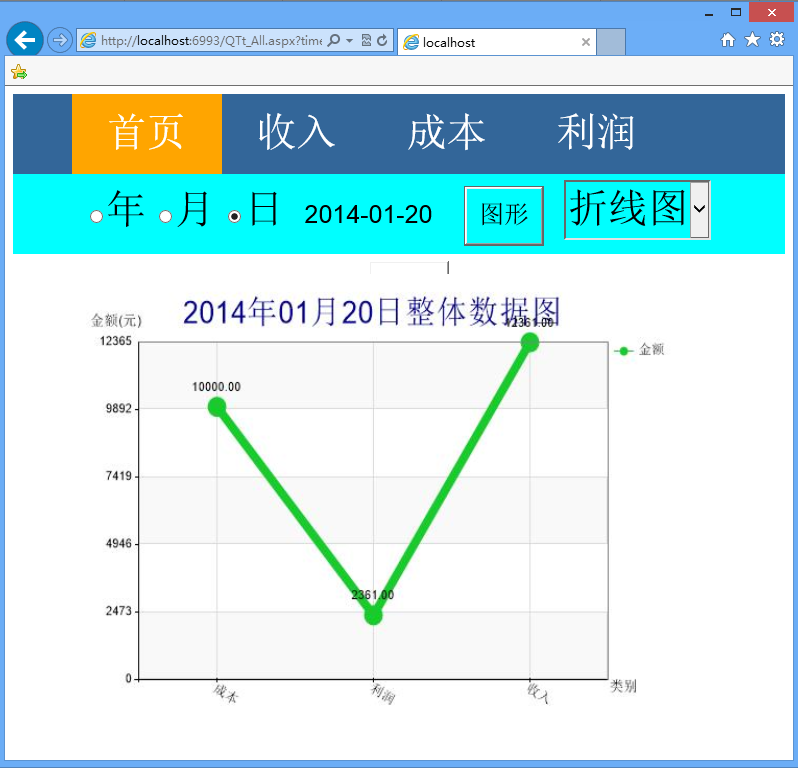 http://localhost:6993/QTt_All.aspx?time
localhost
首页 收入 成本 利润
年 月 日 2014-01-20 图形 折线图
2014年01月20日整体数据图
金额(元)
12361.00
12365
金额
10000.00
9892
7419
4946
2361.00
2473
0
类别
成本 利润 收入